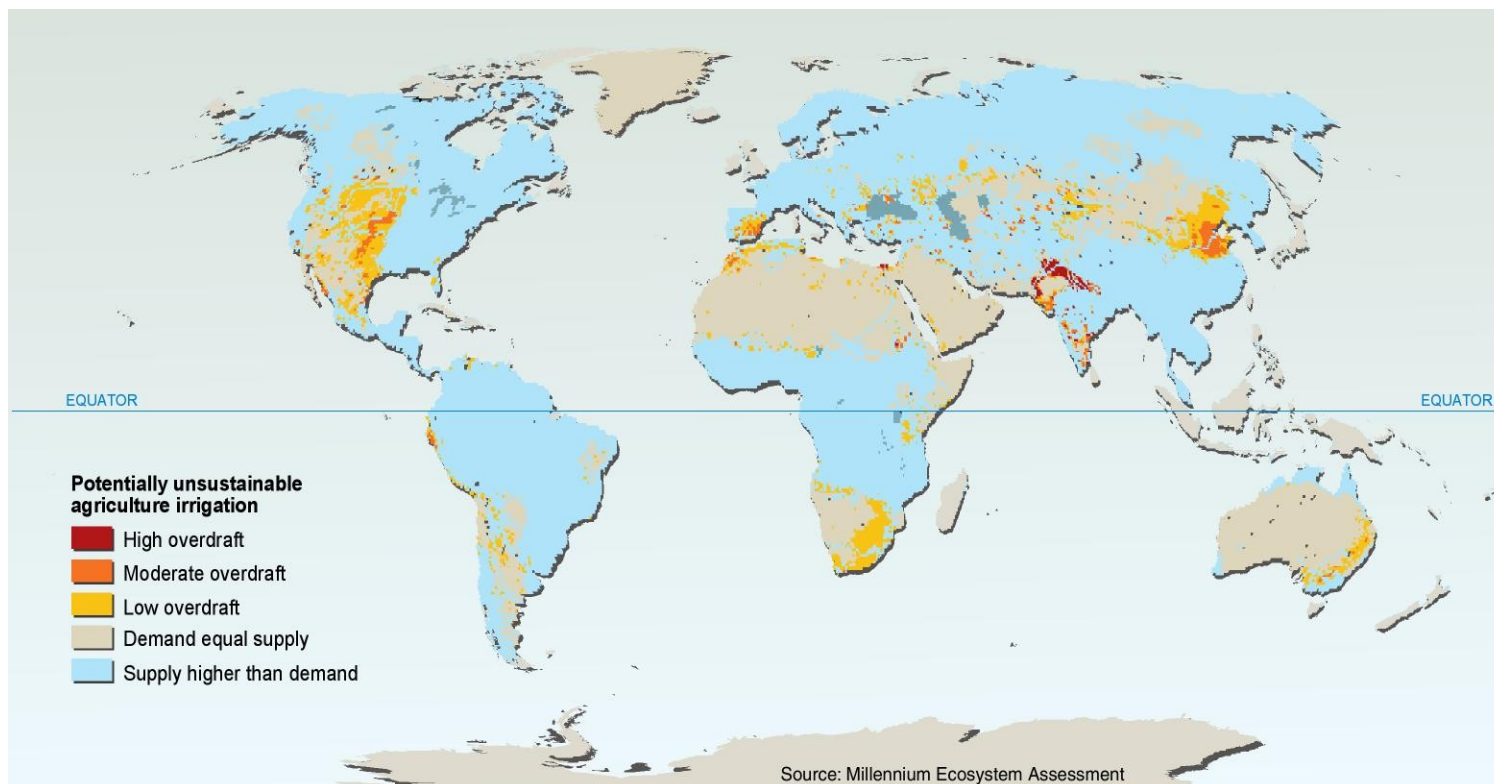 EQUATOR
EQUATOR
Potentially unsustainable
agriculture irrigation
High overdraft
Moderate overdraft
Low overdraft
Demand equal supply
Supply higher than demand
Source: Millennium Ecosystem Assessment